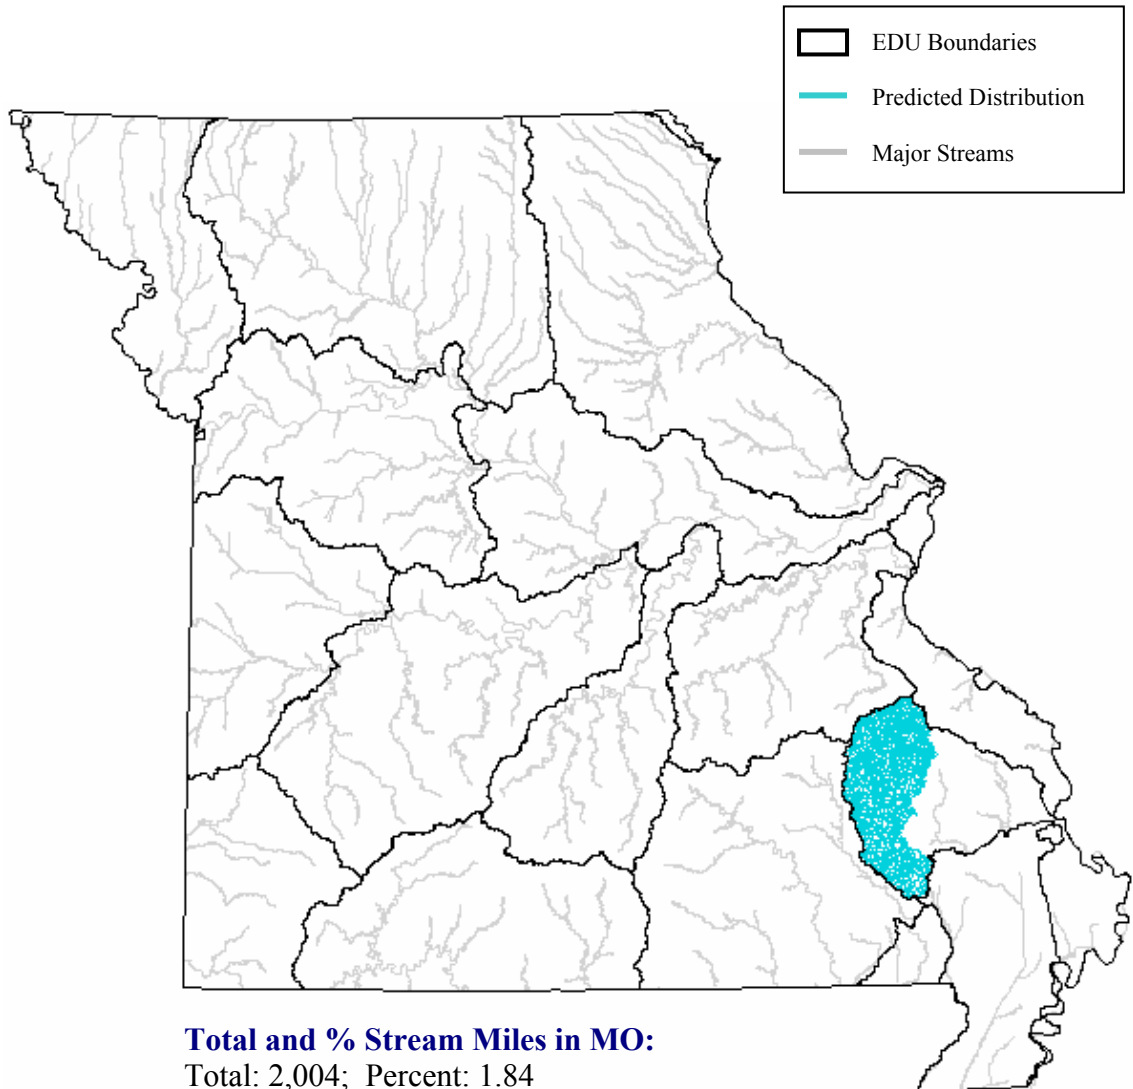 EDU Boundaries
Predicted Distribution
Major Streams
Total and % Stream Miles in MO:
Total: 2,004; Percent: 1.84